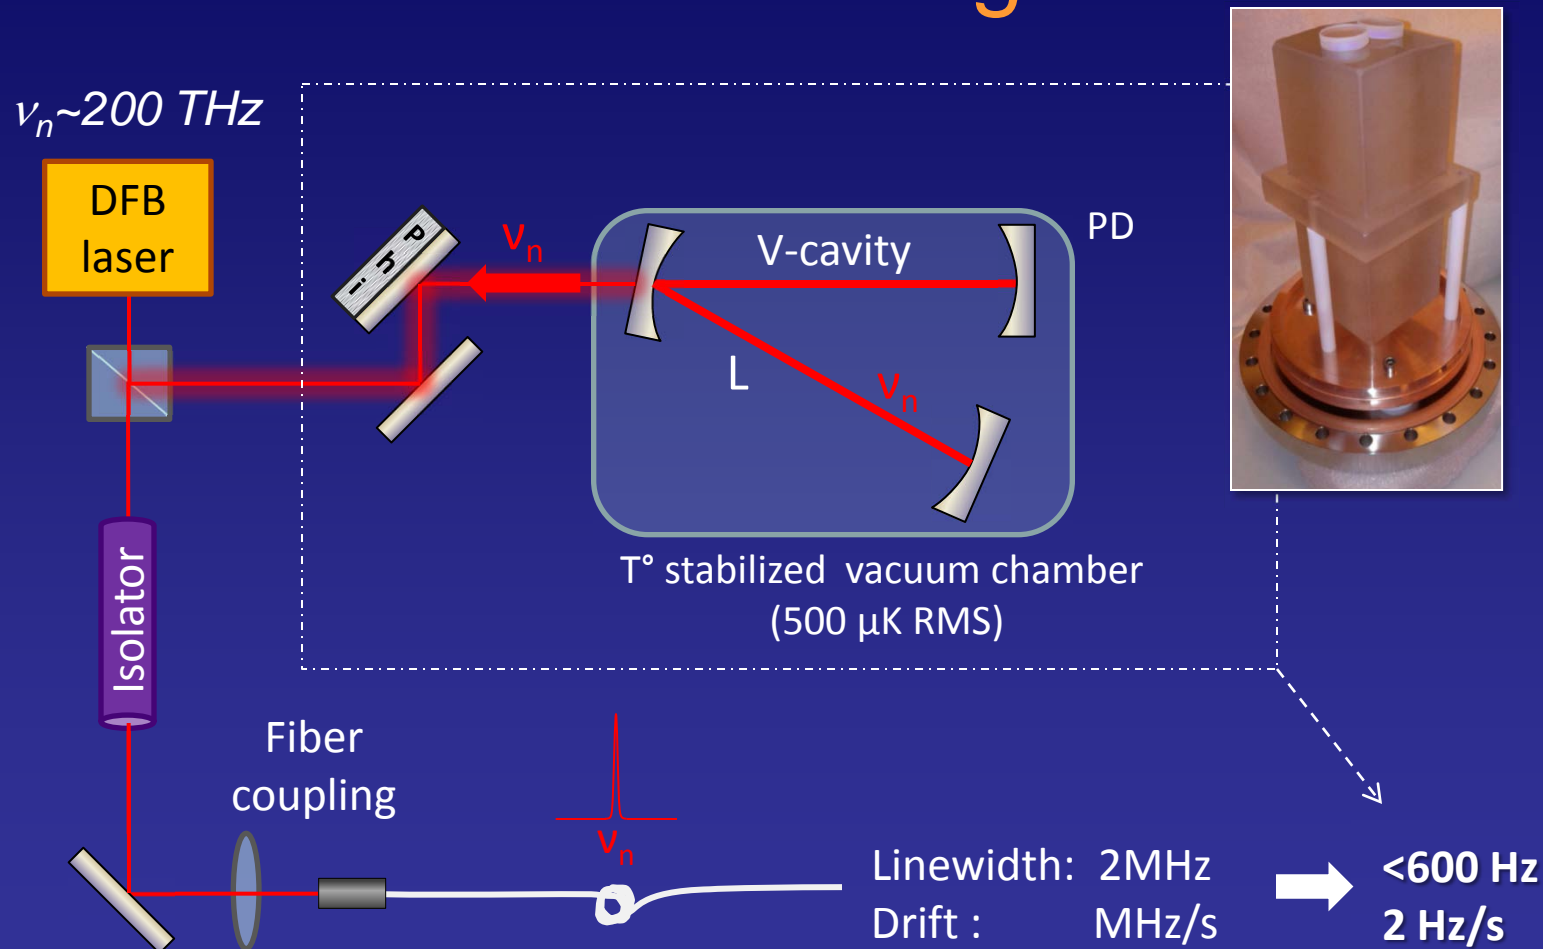 νn~200 THz
DFB
laser
Phi
νn
V-cavity
PD
L
νn
T° stabilized vacuum chamber
(500 µK RMS)
Isolator
Fiber
coupling
νn
Linewidth: 2MHz
<600 Hz
Drift : MHz/s
2 Hz/s